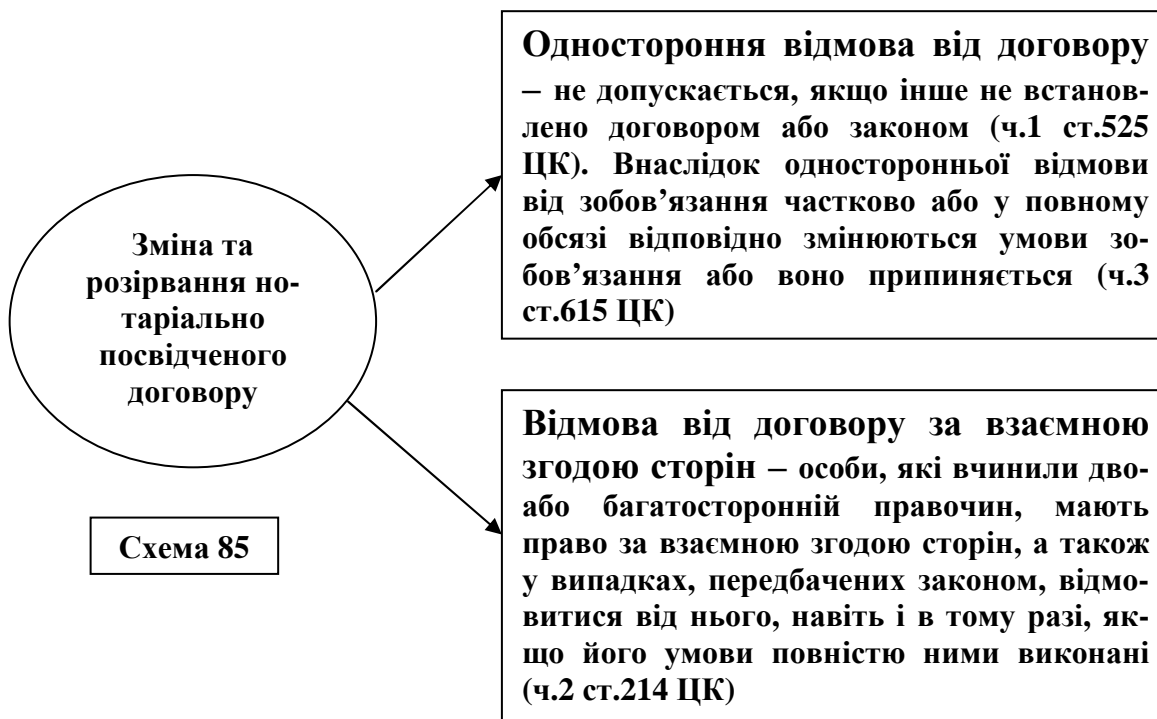 Зміна та
розірвання но-
таріально
посвідченого
договору
Схема 85
Одностороння відмова від договору
– не допускається, якщо інше не встанов-
лено договором або законом (ч.1 ст.525
ЦК). Внаслідок односторонньої відмови
від зобов’язання частково або у повному
обсязі відповідно змінюються умови зо-
бов’язання або воно припиняється (ч.3
ст.615 ЦК)
Відмова від договору за взаємною
згодою сторін – особи, які вчинили дво-
або багатосторонній правочин, мають
право за взаємною згодою сторін, а також
у випадках, передбачених законом, відмо-
витися від нього, навіть і в тому разі, як-
що його умови повністю ними виконані
(ч.2 ст.214 ЦК)